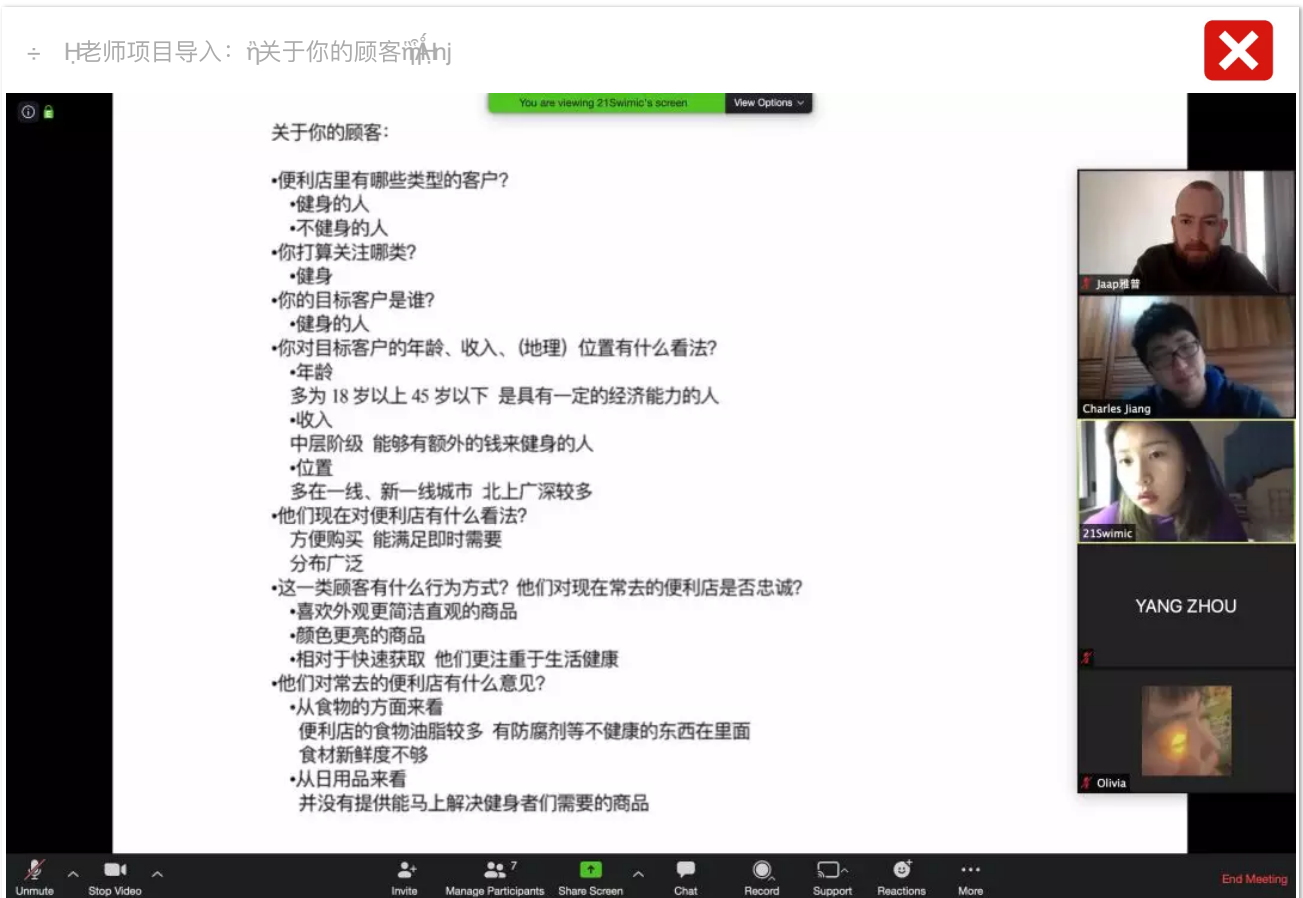 ÷ 老师项目导入：关于你的顾客
You are viewing 21Swimic's screen
View Options
关于你的顾客：
•便利店里有哪些类型的客户？
•健身的人
•不健身的人
•你打算关注哪类？
•健身
•你的目标客户是谁？
•健身的人
•你对目标客户的年龄、收入、（地理）位置有什么看法？
•年龄
多为 18 岁以上 45 岁以下 是具有一定的经济能力的人
•收入
中层阶级 能够有额外的钱来健身的人
•位置
多在一线、新一线城市 北上广深较多
•他们现在对便利店有什么看法？
方便购买 能满足即时需要
分布广泛
•这一类顾客有什么行为方式？他们对现在常去的便利店是否忠诚？
•喜欢外观更简洁直观的商品
•颜色更亮的商品
•相对于快速获取 他们更注重于生活健康
•他们对常去的便利店有什么意见？
•从食物的方面来看
便利店的食物油脂较多 有防腐剂等不健康的东西在里面
食材新鲜度不够
•从日用品来看
并没有提供能马上解决健身者们需要的商品
Jaap雅普
Charles Jiang
21Swimic
YANG ZHOU
Olivia
Unmute
Stop Video
Invite
7
Manage Participants
Share Screen
Chat
Record
Support
Reactions
More
End Meeting